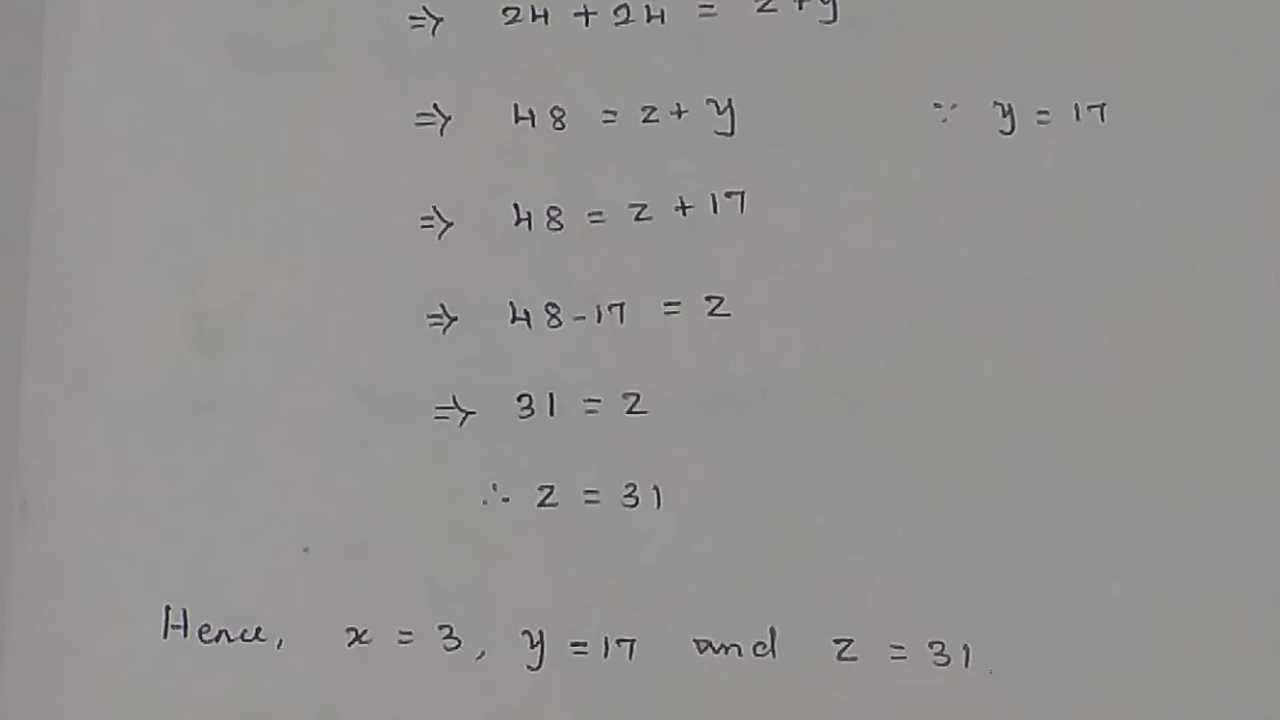 ⇒ 24 + 24 = z + y
⇒ 48 = z + y ∵ y = 17
⇒ 48 = z + 17
⇒ 48 - 17 = z
⇒ 31 = z
∴ z = 31
Hence, x = 3, y = 17 and z = 31.